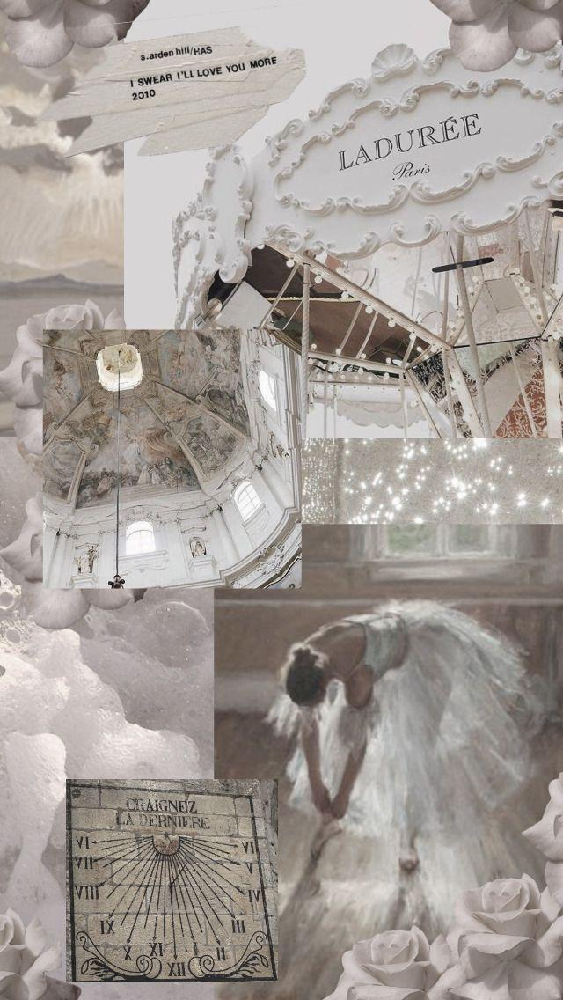 s.arden hill/HAS
I SWEAR I'LL LOVE YOU MORE
2010
LADURÉE
Paris
CRAIGNEZ
LA DERNIERE
VI VI
VII V
VIII IV
IX III
X XI XII I II